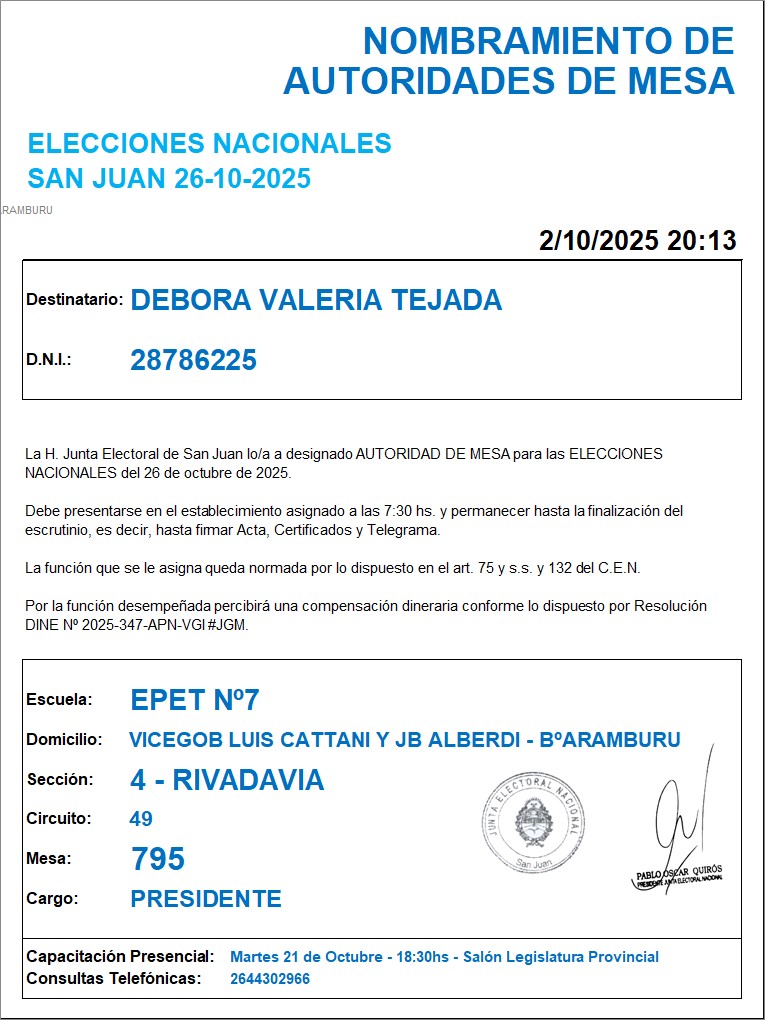 NOMBRAMIENTO DE
AUTORIDADES DE MESA
ELECCIONES NACIONALES
SAN JUAN 26-10-2025
ARAMBURU
2/10/2025 20:13
Destinatario: DEBORA VALERIA TEJADA
D.N.I.: 28786225
La H. Junta Electoral de San Juan lo/a a designado AUTORIDAD DE MESA para las ELECCIONES
NACIONALES del 26 de octubre de 2025.
Debe presentarse en el establecimiento asignado a las 7:30 hs. y permanecer hasta la finalización del
escrutinio, es decir, hasta firmar Acta, Certificados y Telegrama.
La función que se le asigna queda normada por lo dispuesto en el art. 75 y s.s. y 132 del C.E.N.
Por la función desempeñada percibirá una compensación dineraria conforme lo dispuesto por Resolución
DINE Nº 2025-347-APN-VGI#JGM.
Escuela: EPET Nº7
Domicilio: VICEGOB LUIS CATTANI Y JB ALBERDI - BºARAMBURU
Sección: 4 - RIVADAVIA
Circuito: 49
Mesa: 795
Cargo: PRESIDENTE
JUNTA ELECTORAL NACIONAL
San Juan
PABLO OSCAR QUIRÓS
PRESIDENTE JUNTA ELECTORAL NACIONAL
Capacitación Presencial: Martes 21 de Octubre - 18:30hs - Salón Legislatura Provincial
Consultas Telefónicas: 2644302966